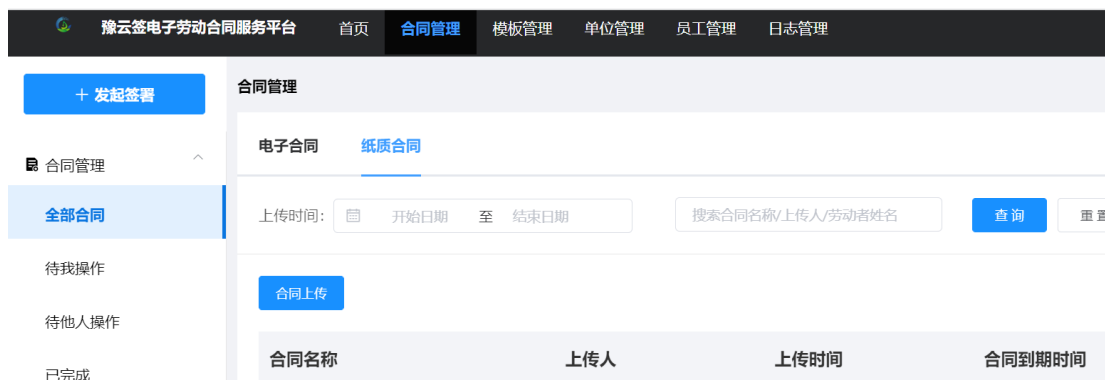 豫云签电子劳动合同服务平台 首页 合同管理 模板管理 单位管理 员工管理 日志管理
+ 发起签署
合同管理
全部合同
待我操作
待他人操作
已完成
合同管理
电子合同 纸质合同
上传时间: 开始日期 至 结束日期 搜索合同名称/上传人/劳动者姓名 查询 重置
合同上传
合同名称 上传人 上传时间 合同到期时间